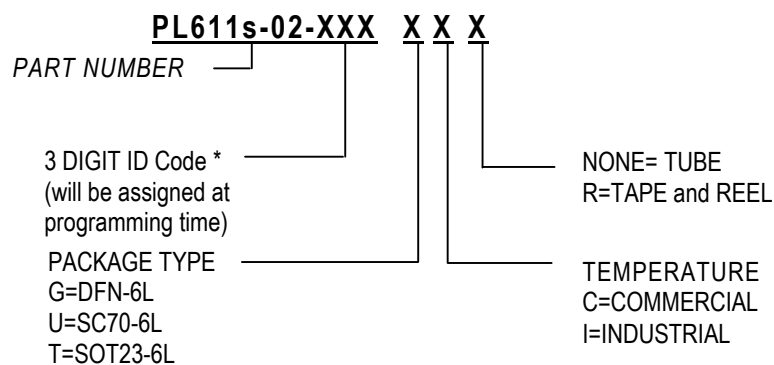 PL611s-02-XXX X X X
PART NUMBER
3 DIGIT ID Code *
(will be assigned at
programming time)
NONE= TUBE
R=TAPE and REEL
PACKAGE TYPE
G=DFN-6L
U=SC70-6L
T=SOT23-6L
TEMPERATURE
C=COMMERCIAL
I=INDUSTRIAL